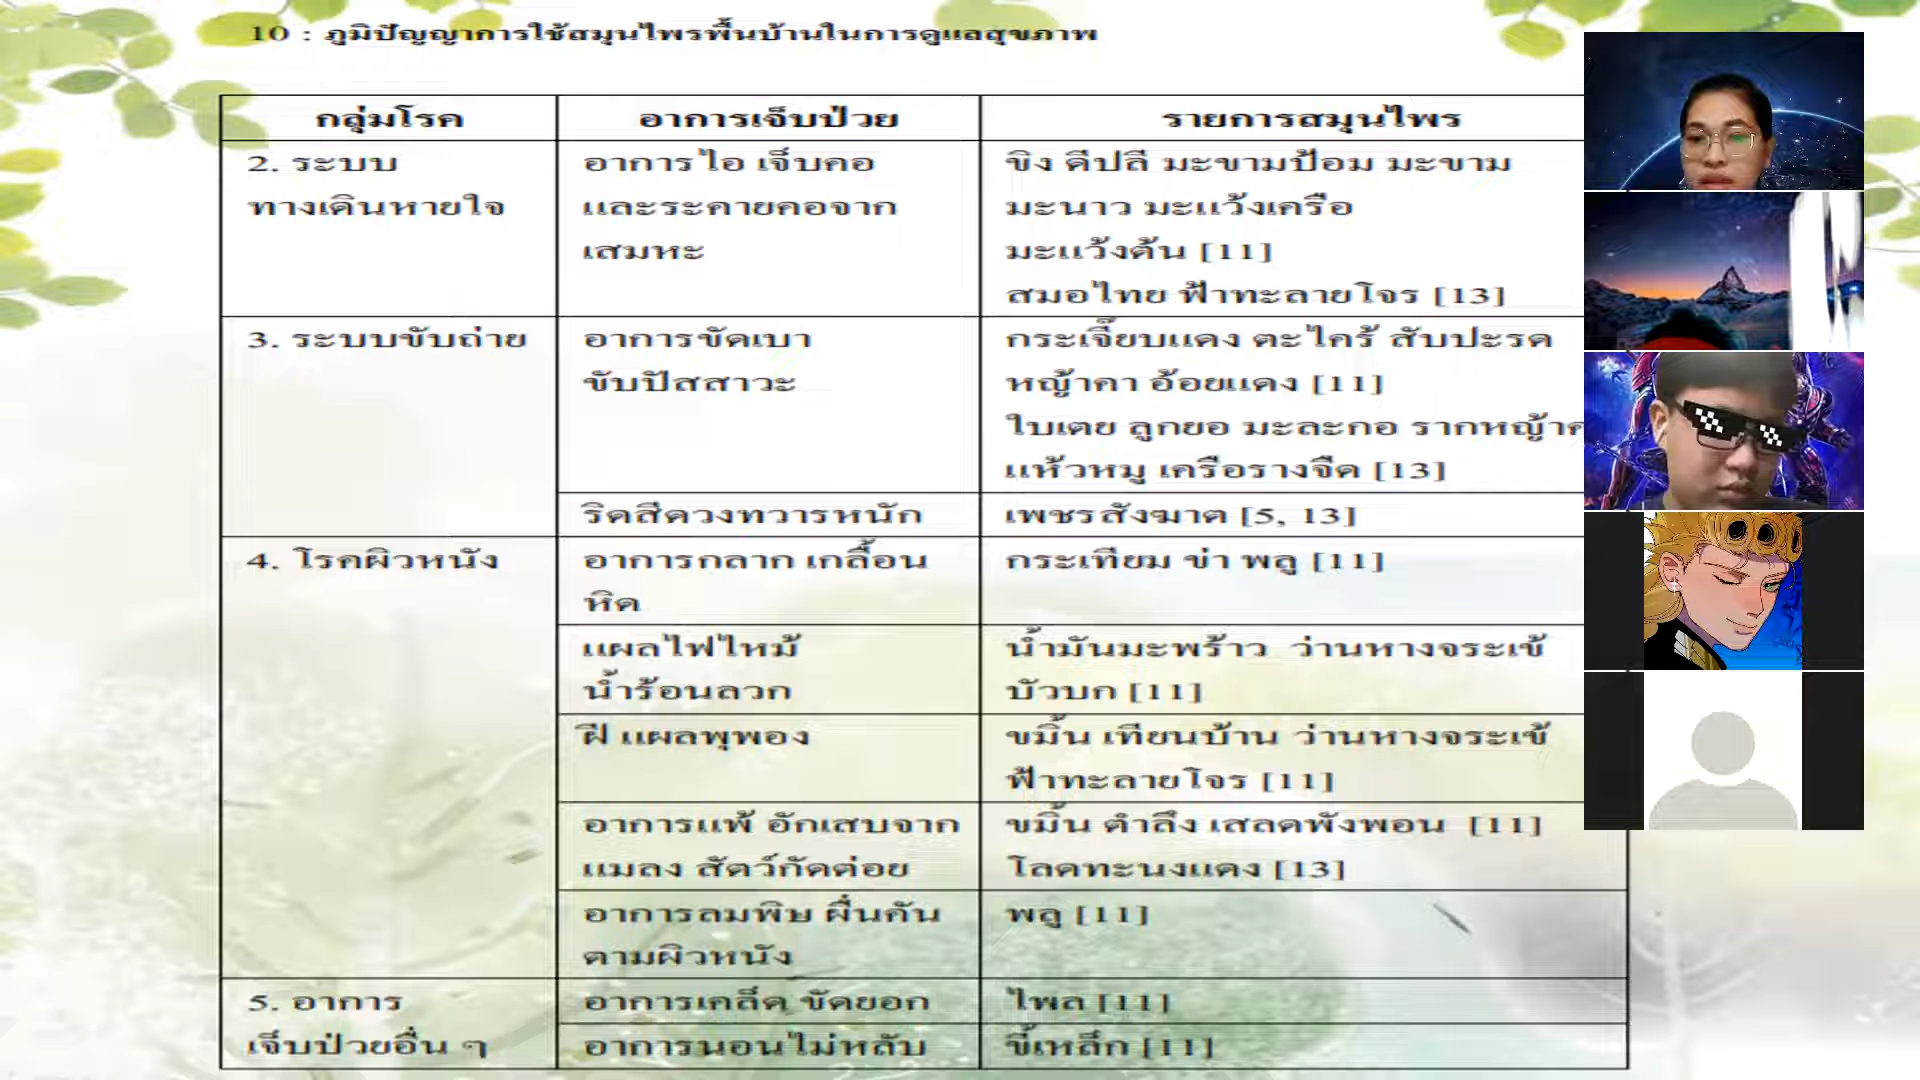 10 : ภูมิปัญญาการใช้สมุนไพรพื้นบ้านในการดูแลสุขภาพ
กลุ่มโรค อาการเจ็บป่วย รายการสมุนไพร
2. ระบบ
ทางเดินหายใจ
อาการไอ เจ็บคอ
และระคายคอจาก
เสมหะ
ขิง ดีปลี มะขามป้อม มะขาม
มะนาว มะแว้งเครือ
มะแว้งต้น [11]
สมอไทย ฟ้าทะลายโจร [13]
3. ระบบขับถ่าย
อาการขัดเบา
ขับปัสสาวะ
กระเจี๊ยบแดง ตะไคร้ สับปะรด
หญ้าคา อ้อยแดง [11]
ใบเตย ลูกยอ มะละกอ
แห้วหมู เครือรางจืด [13]
ริดสีดวงทวารหนัก
เพชรสังฆาต [5, 13]
4. โรคผิวหนัง
อาการกลาก เกลื้อน
หิด
กระเทียม ข่า พลู [11]
แผลไฟไหม้
น้ำร้อนลวก
น้ำมันมะพร้าว ว่านหางจระเข้
บัวบก [11]
ฝี แผลพุพอง
ขมิ้น เทียนบ้าน ว่านหางจระเข้
ฟ้าทะลายโจร [11]
อาการแพ้ อักเสบจาก
แมลง สัตว์กัดต่อย
ขมิ้น ตำลึง เสลดพังพอน [11]
โลดทะนงแดง [13]
อาการลมพิษ ผื่นคัน
ตามผิวหนัง
พลู [11]
5. อาการ
เจ็บป่วยอื่น ๆ
อาการเคล็ด ขัดยอก
ไพล [11]
อาการนอนไม่หลับ
ขี้เหล็ก [11]